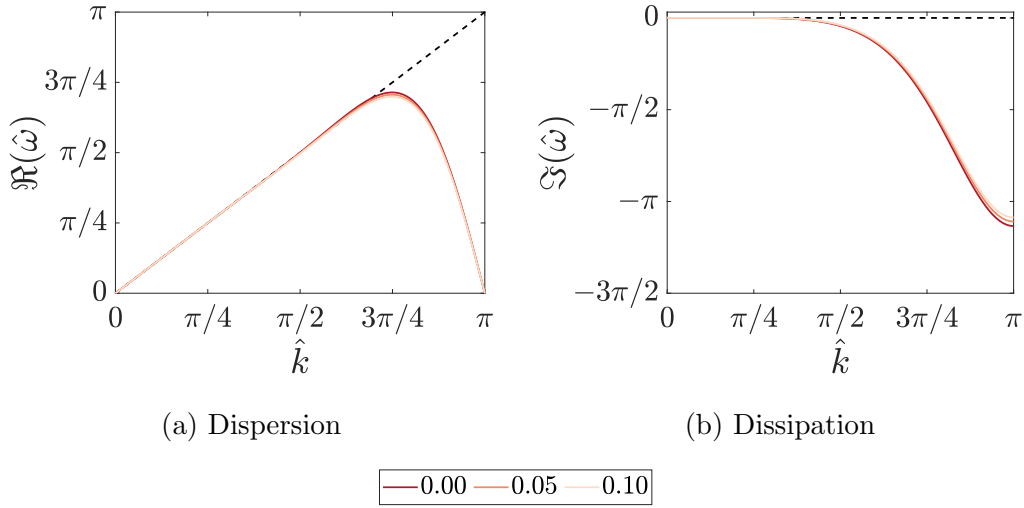 π
3π/4
π/2
π/4
0
ℜ(ω̂)
0 π/4 π/2 3π/4 π
k̂
(a) Dispersion
0
−π/2
−π
−3π/2
ℑ(ω̂)
0 π/4 π/2 3π/4 π
k̂
(b) Dissipation
0.00 0.05 0.10